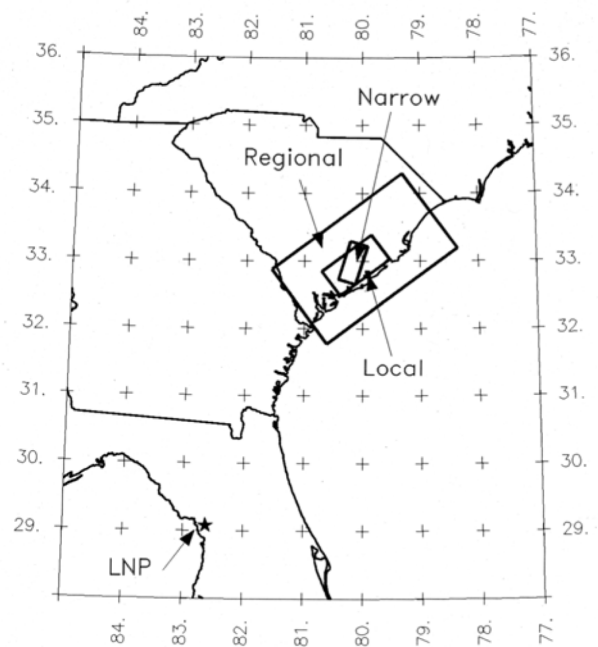 84. 83. 82. 81. 80. 79. 78. 77.
36. 36.
Narrow
35. 35.
Regional
34. 34.
33. 33.
32. 32.
Local
31. 31.
30. 30.
29. 29.
LNP
84. 83. 82. 81. 80. 79. 78. 77.